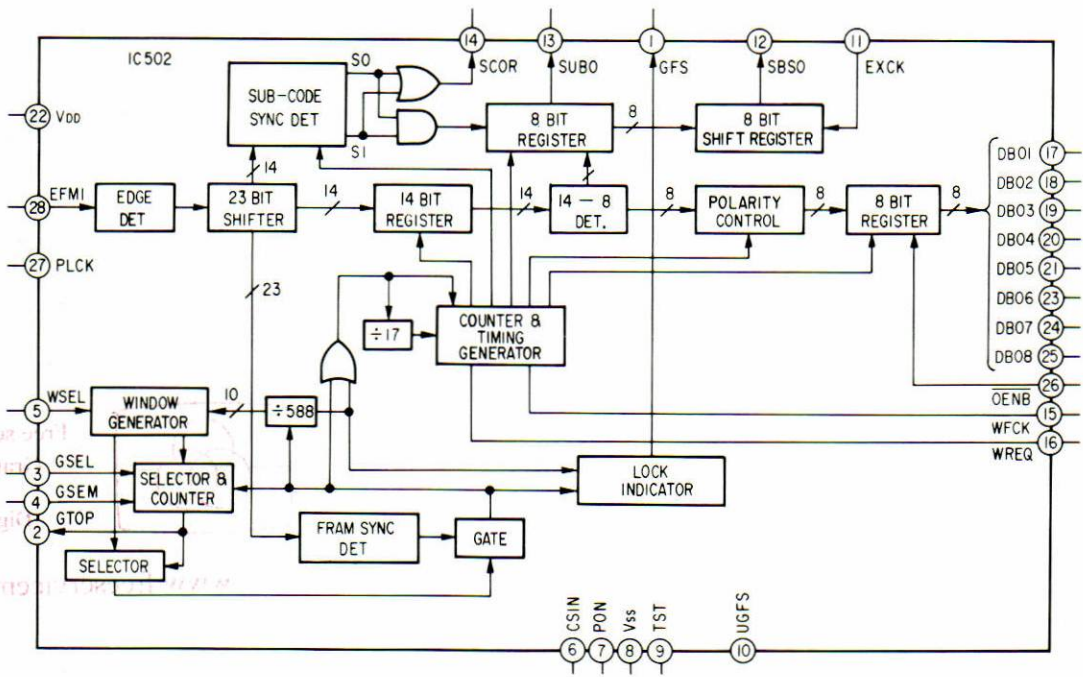 IC502
14
13
1
12
11
SCOR
SUBO
GFS
SBSO
EXCK
S0
S1
SUB-CODE
SYNC DET
8 BIT
REGISTER
8
8 BIT
SHIFT REGISTER
22 VDD
14
28 EFMI
EDGE
DET
23 BIT
SHIFTER
14
14 BIT
REGISTER
14
14 – 8
DET.
8
POLARITY
CONTROL
8
8 BIT
REGISTER
8
DB01 17
DB02 18
DB03 19
DB04 20
DB05 21
DB06 23
DB07 24
DB08 25
OENB 26
WFCK 15
WREQ 16
27 PLCK
23
÷17
COUNTER &
TIMING
GENERATOR
5 WSEL
WINDOW
GENERATOR
10
÷588
3 GSEL
4 GSEM
2 GTOP
SELECTOR &
COUNTER
LOCK
INDICATOR
FRAM SYNC
DET
GATE
SELECTOR
CSIN
PON
Vss
TST
UGFS
6
7
8
9
10